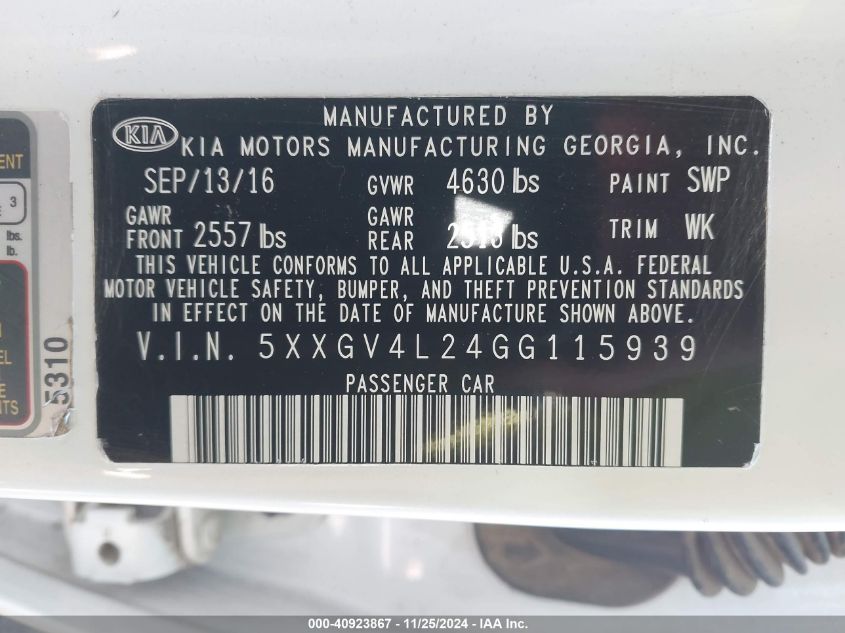 MANUFACTURED BY
KIA KIA MOTORS MANUFACTURING GEORGIA, INC.
SEP/13/16 GVWR 4630 lbs PAINT SWP
GAWR FRONT 2557 lbs GAWR REAR lbs TRIM WK
THIS VEHICLE CONFORMS TO ALL APPLICABLE U.S.A. FEDERAL
MOTOR VEHICLE SAFETY, BUMPER, AND THEFT PREVENTION STANDARDS
IN EFFECT ON THE DATE OF MANUFACTURE SHOWN ABOVE.
V.I.N. 5XXGV4L24GG115939
PASSENGER CAR
3
lbs.
lb.
5310
000-40923867 - 11/25/2024 - IAA Inc.